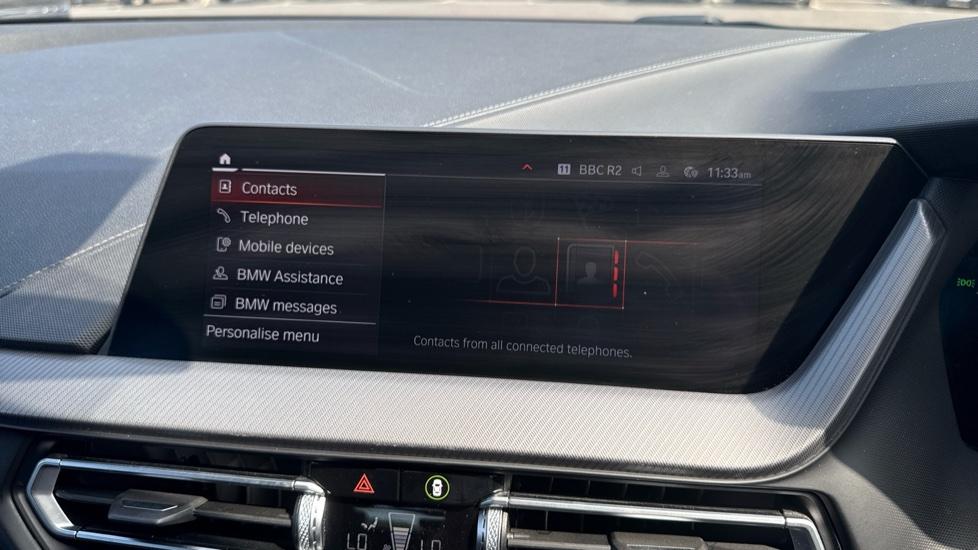 11 BBC R2 11:33am
Contacts
Telephone
Mobile devices
BMW Assistance
BMW messages
Personalise menu
Contacts from all connected telephones.
LO LO